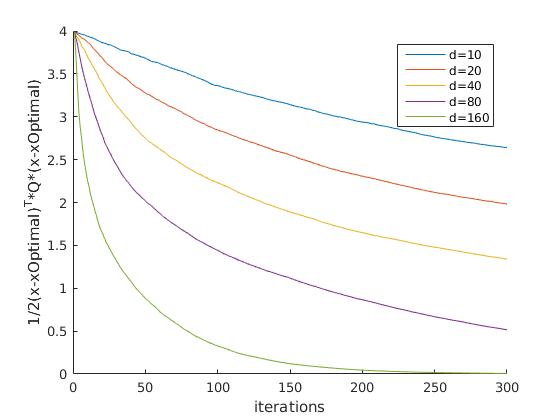 4
3.5
3
2.5
2
1.5
1
0.5
0
1/2(x-xOptimal)ᵀ*Q*(x-xOptimal)
d=10
d=20
d=40
d=80
d=160
0 50 100 150 200 250 300
iterations